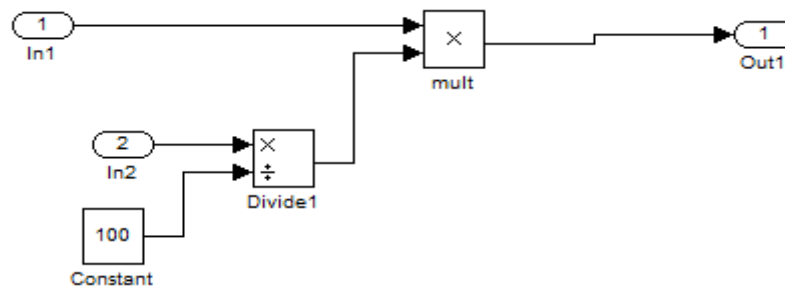 1
In1
×
mult
1
Out1
2
In2
×
÷
Divide1
100
Constant